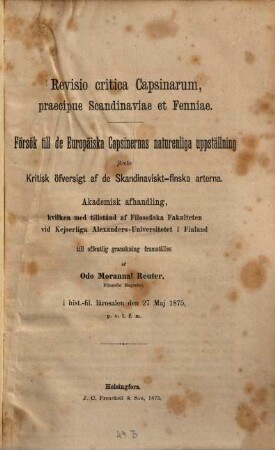 Revisio critica Capsinarum,
praecipue Scandinaviae et Fenniae.
Försök till de Europäiska Capsinernas naturenliga uppställning
jämte
Kritisk öfversigt af de Skandinaviskt-finska arterna.
Akademisk afhandling,
hvilken med tillstånd af Filosofiska Fakulteten
vid Kejserliga Alexanders-Universitetet i Finland
till offentlig granskning framställes
af
Odo Morannal Reuter,
Filosofie Magister,
i hist.-fil. lärosalen den 27 Maj 1875,
p. v. t. f. m.
Helsingfors.
J. C. Frenckell & Son, 1875.